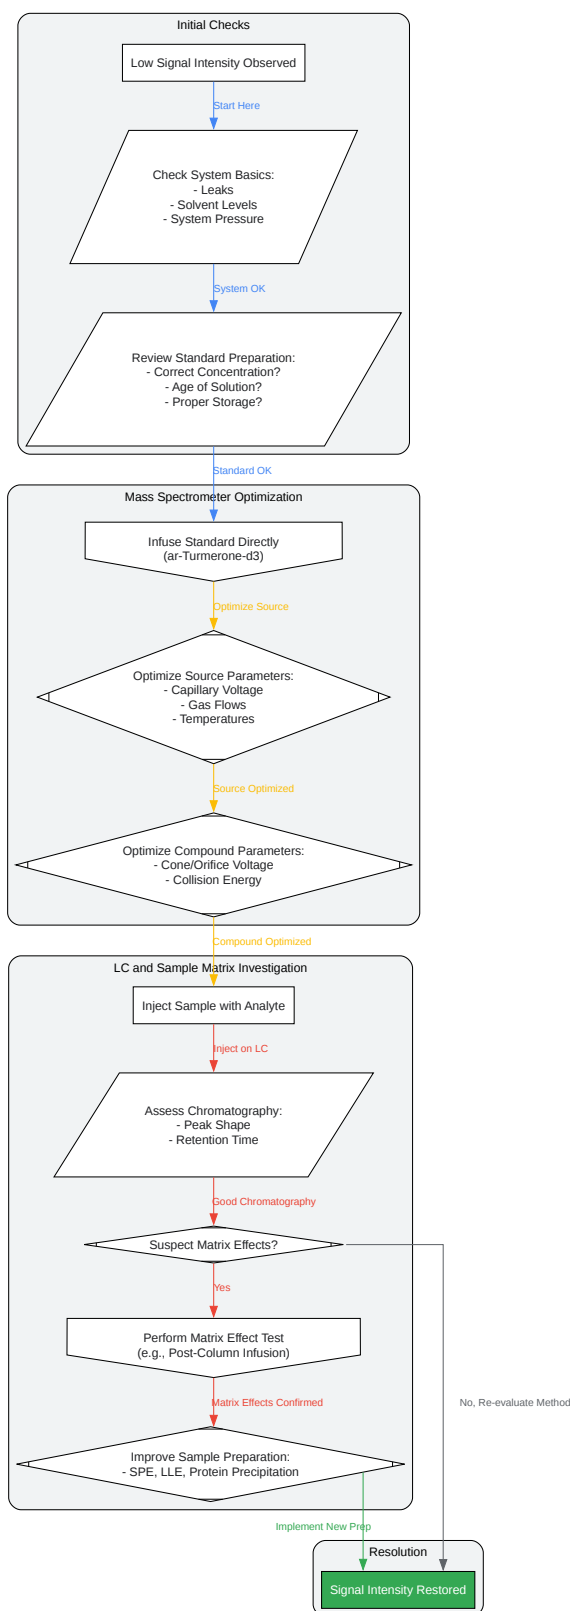 Initial Checks
Low Signal Intensity Observed
Start Here
Check System Basics:
- Leaks
- Solvent Levels
- System Pressure
System OK
Review Standard Preparation:
- Correct Concentration?
- Age of Solution?
- Proper Storage?
Standard OK
Mass Spectrometer Optimization
Infuse Standard Directly
(ar-Turmerone-d3)
Optimize Source
Optimize Source Parameters:
- Capillary Voltage
- Gas Flows
- Temperatures
Source Optimized
Optimize Compound Parameters:
- Cone/Orifice Voltage
- Collision Energy
Compound Optimized
LC and Sample Matrix Investigation
Inject Sample with Analyte
Inject on LC
Assess Chromatography:
- Peak Shape
- Retention Time
Good Chromatography
Suspect Matrix Effects?
Yes
Perform Matrix Effect Test
(e.g., Post-Column Infusion)
Matrix Effects Confirmed
No, Re-evaluate Method
Improve Sample Preparation:
- SPE, LLE, Protein Precipitation
Implement New Prep
Resolution
Signal Intensity Restored